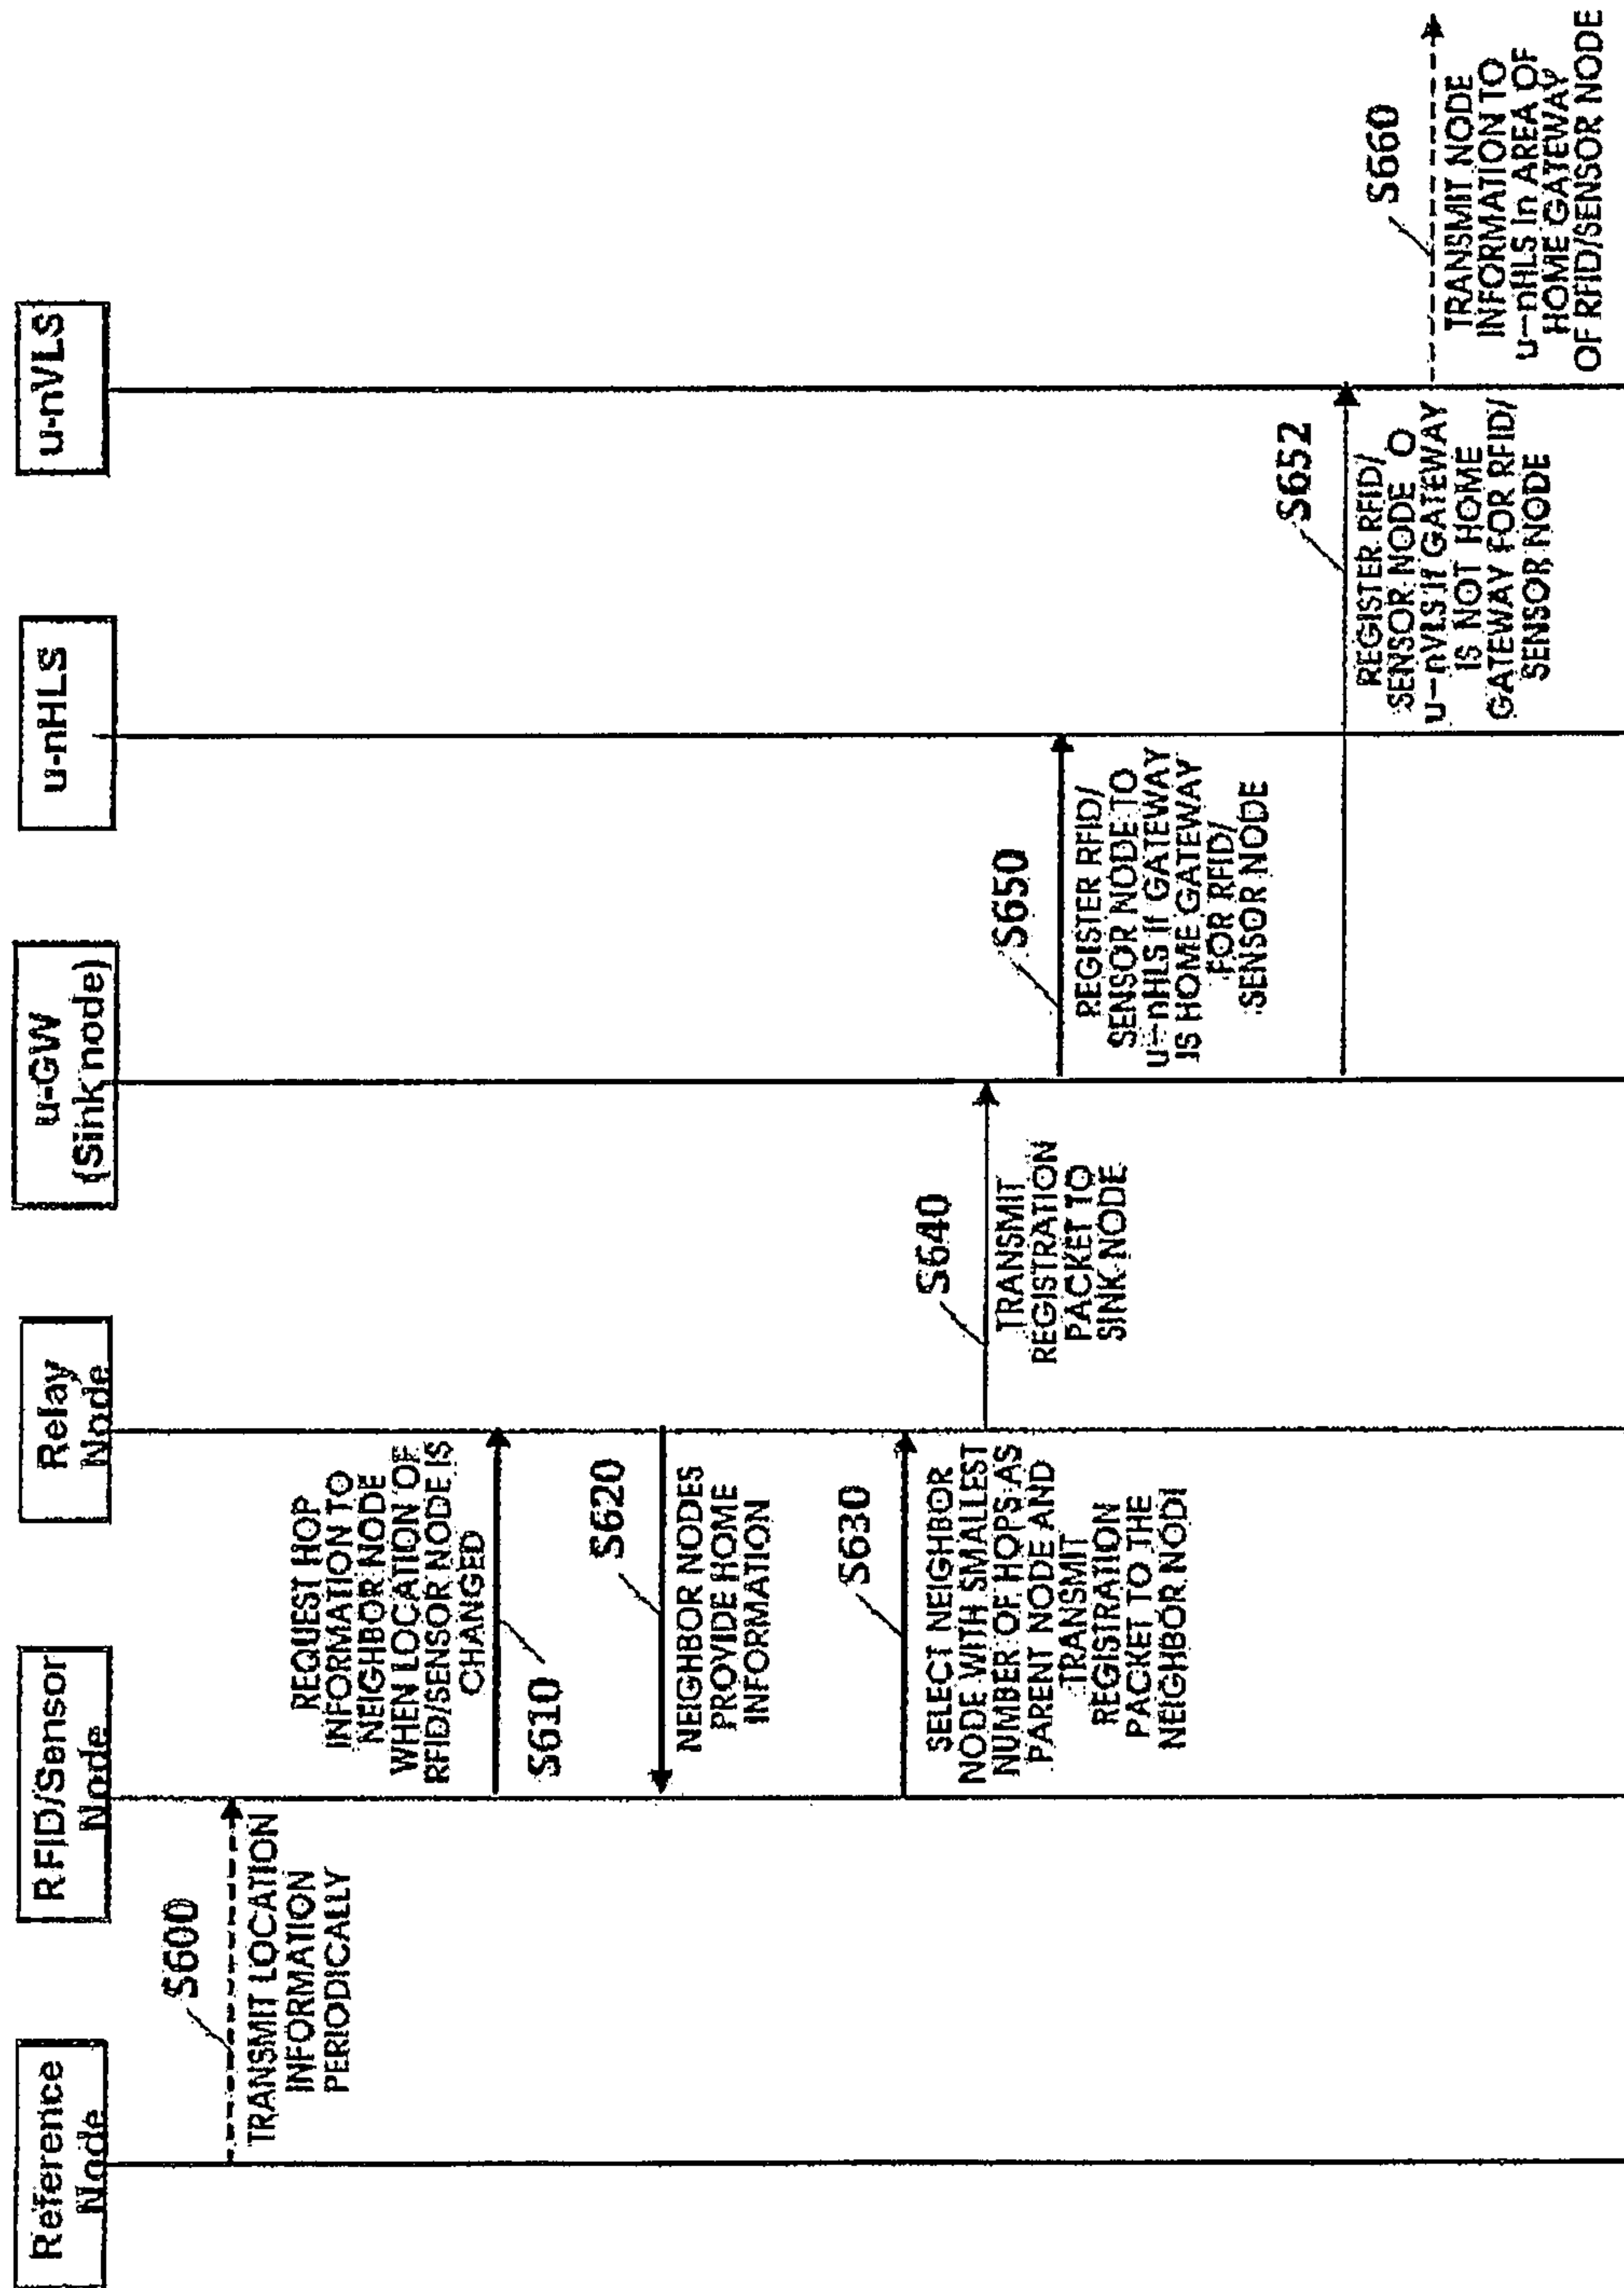 Reference
Node
RFID/Sensor
Node
Relay
Node
u-GW
(Sink node)
u-nHLS
u-nVLS
S600
TRANSMIT LOCATION
INFORMATION
PERIODICALLY
REQUEST HOP
INFORMATION TO
NEIGHBOR NODE
WHEN LOCATION OF
RFID/SENSOR NODE IS
CHANGED
S610
S620
NEIGHBOR NODES
PROVIDE HOME
INFORMATION
S630
SELECT NEIGHBOR
NODE WITH SMALLEST
NUMBER OF HOPS AS
PARENT NODE AND
TRANSMIT
REGISTRATION
PACKET TO THE
NEIGHBOR NODI
S640
TRANSMIT
REGISTRATION
PACKET TO
SINK NODE
S650
REGISTER RFID/
SENSOR NODE TO
u-nHLS if GATEWAY
IS HOME GATEWAY
FOR RFID/
SENSOR NODE
S652
REGISTER RFID/
SENSOR NODE O
u-nVLS if GATEWAY
IS NOT HOME
GATEWAY FOR RFID/
SENSOR NODE
S660
TRANSMIT NODE
INFORMATION TO
u-nHLS In AREA OF
HOME GATEWAY
OF RFID/SENSOR NODE